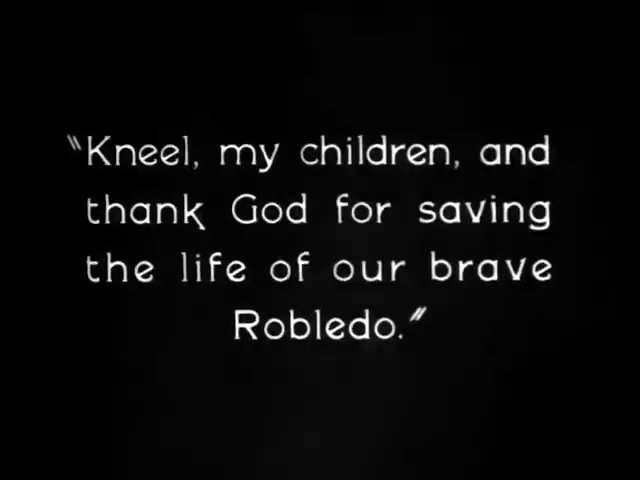 "Kneel, my children, and
thank God for saving
the life of our brave
Robledo."